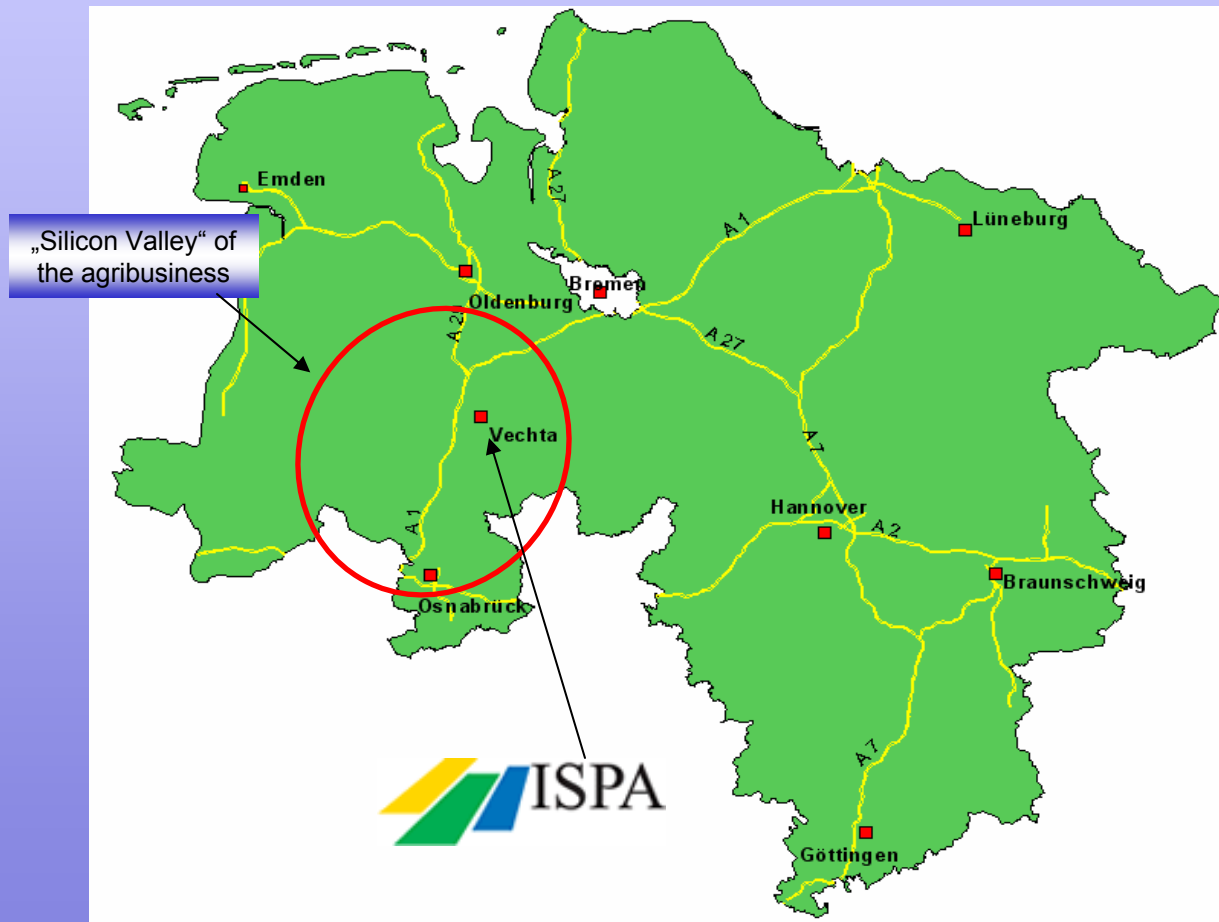 Emden
A 27
A 1
Lüneburg
„Silicon Valley“ of
the agribusiness
Bremen
Oldenburg
A 27
Vechta
A 7
Hannover
A 2
A 1
Braunschweig
Osnabrück
A 7
ISPA
Göttingen